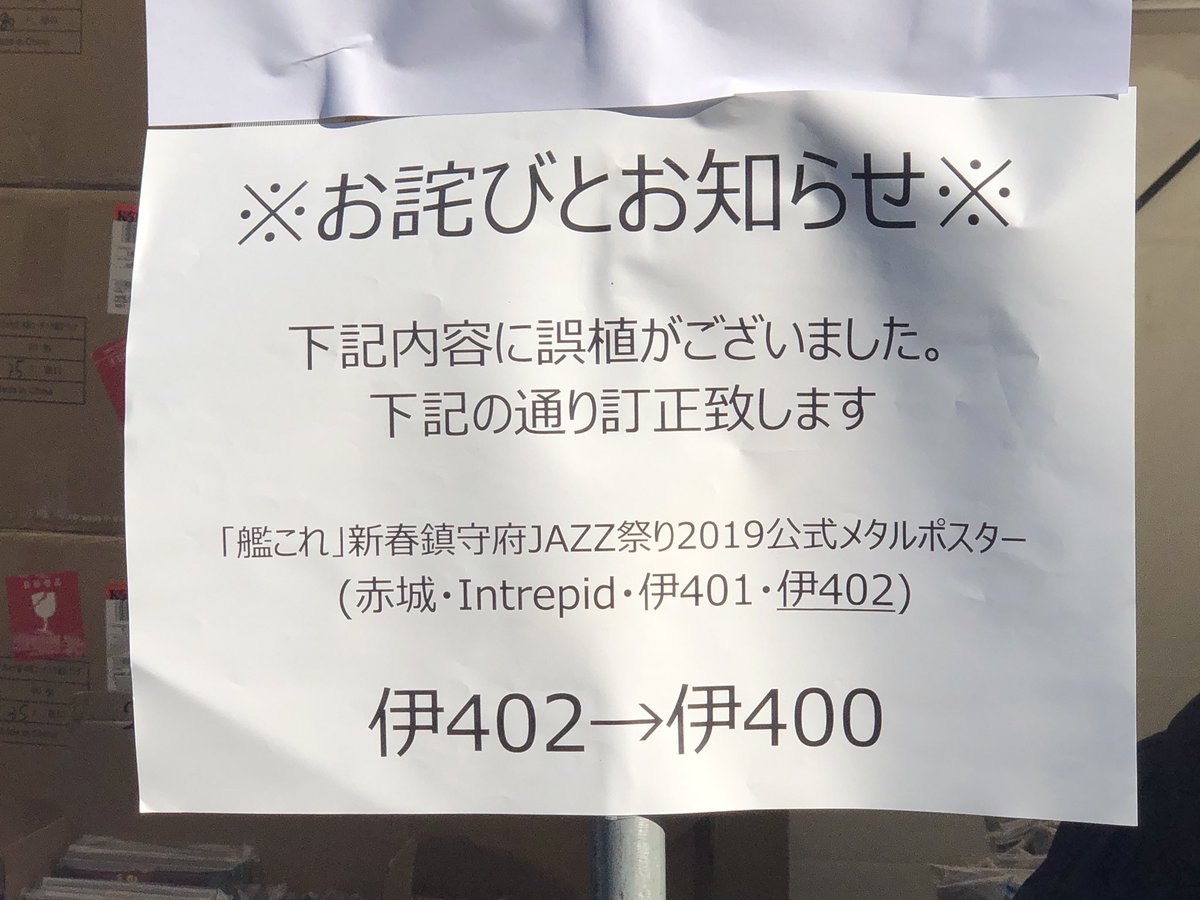 ※お詫びとお知らせ※
下記内容に誤植がございました。
下記の通り訂正致します
「艦これ」新春鎮守府JAZZ祭り2019公式メタルポスター
(赤城・Intrepid・伊401・伊402)
伊402→伊400